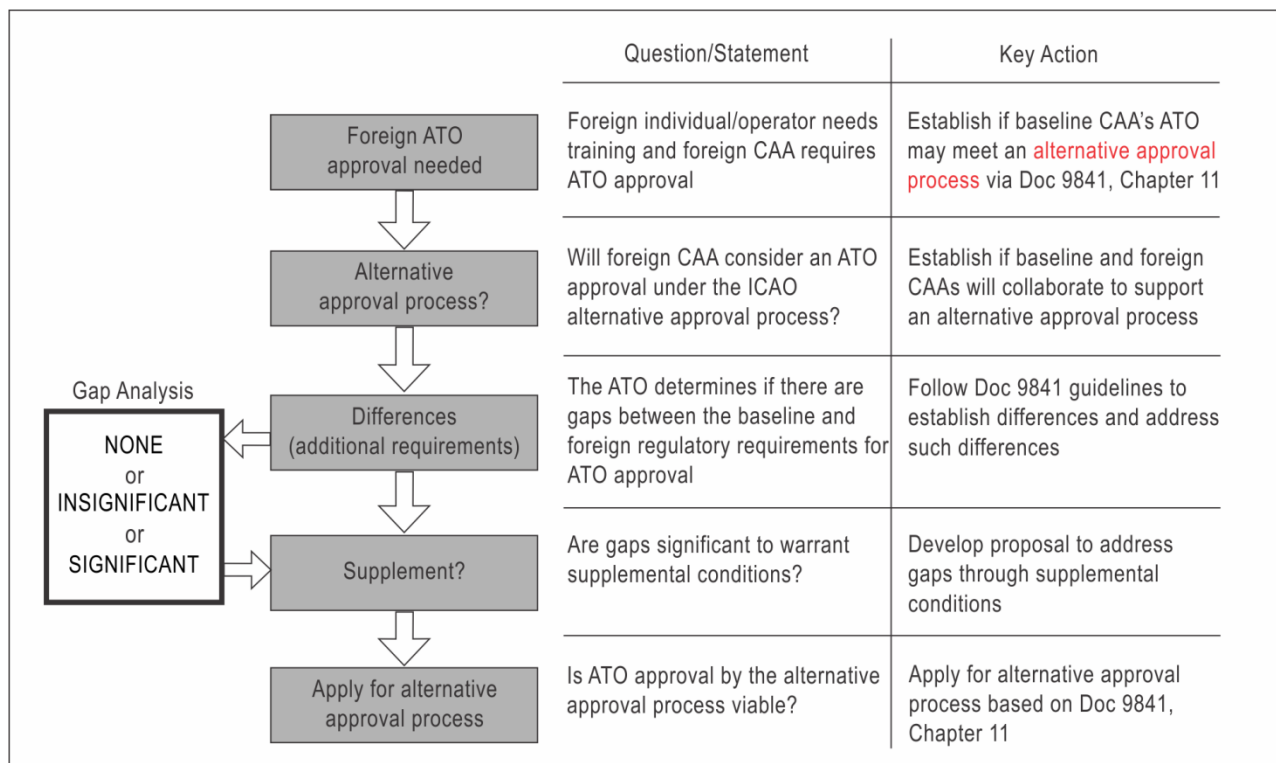 Question/Statement
Key Action
Foreign ATO
approval needed
Foreign individual/operator needs
training and foreign CAA requires
ATO approval
Establish if baseline CAA's ATO
may meet an alternative approval
process via Doc 9841, Chapter 11
Alternative
approval process?
Will foreign CAA consider an ATO
approval under the ICAO
alternative approval process?
Establish if baseline and foreign
CAAs will collaborate to support
an alternative approval process
Gap Analysis
NONE
or
INSIGNIFICANT
or
SIGNIFICANT
Differences
(additional requirements)
The ATO determines if there are
gaps between the baseline and
foreign regulatory requirements for
ATO approval
Follow Doc 9841 guidelines to
establish differences and address
such differences
Supplement?
Are gaps significant to warrant
supplemental conditions?
Develop proposal to address
gaps through supplemental
conditions
Apply for alternative
approval process
Is ATO approval by the alternative
approval process viable?
Apply for alternative approval
process based on Doc 9841,
Chapter 11